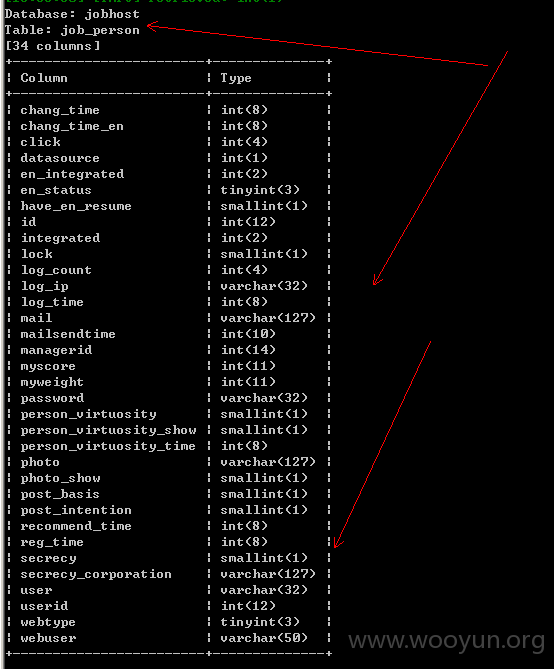 Database: jobhost
Table: job_person
[34 columns]
Column | Type
chang_time | int(8)
chang_time_en | int(8)
click | int(4)
datasource | int(1)
en_integrated | int(2)
en_status | tinyint(3)
have_en_resume | smallint(1)
id | int(12)
integrated | int(2)
lock | smallint(1)
log_count | int(4)
log_ip | varchar(32)
log_time | int(8)
mail | varchar(127)
mailsendtime | int(10)
managerid | int(14)
myscore | int(11)
myweight | int(11)
password | varchar(32)
person_virtuosity | smallint(1)
person_virtuosity_show | smallint(1)
person_virtuosity_time | int(8)
photo | varchar(127)
photo_show | smallint(1)
post_basis | smallint(1)
post_intention | smallint(1)
recommend_time | int(8)
reg_time | int(8)
secrecy | smallint(1)
secrecy_corporation | varchar(127)
user | varchar(32)
userid | int(12)
webtype | tinyint(3)
webuser | varchar(50)
www.wooyun.org